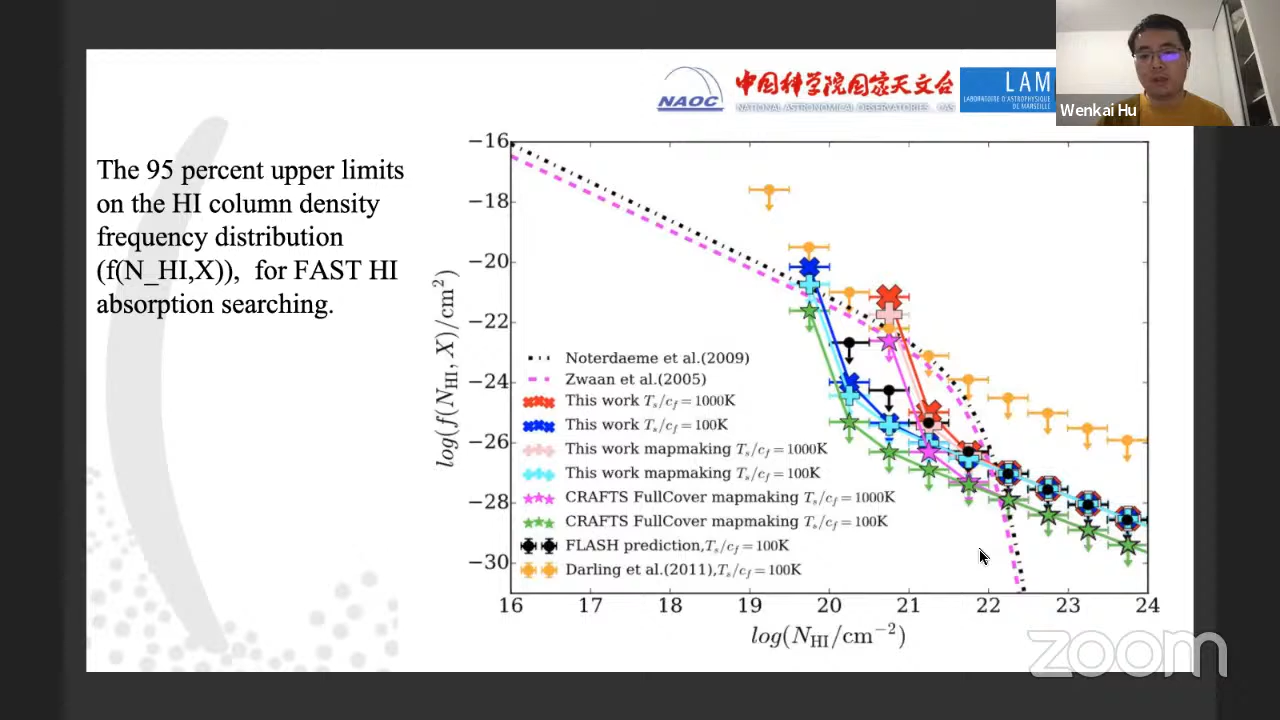 NAOC
中国科学院国家天文台
NATIONAL ASTRONOMICAL OBSERVATORIES, CAS
LAM
LABORATOIRE D'ASTROPHYSIQUE
DE MARSEILLE
Wenkai Hu
The 95 percent upper limits
on the HI column density
frequency distribution
(f(N_HI,X)), for FAST HI
absorption searching.
−16
−18
−20
−22
−24
−26
−28
−30
log(f(N_HI, X)/cm²)
Noterdaeme et al.(2009)
Zwaan et al.(2005)
This work T_s/c_f = 1000K
This work T_s/c_f = 100K
This work mapmaking T_s/c_f = 1000K
This work mapmaking T_s/c_f = 100K
CRAFTS FullCover mapmaking T_s/c_f = 1000K
CRAFTS FullCover mapmaking T_s/c_f = 100K
FLASH prediction,T_s/c_f = 100K
Darling et al.(2011),T_s/c_f = 100K
16 17 18 19 20 21 22 23 24
log(N_HI/cm⁻²)
zoom